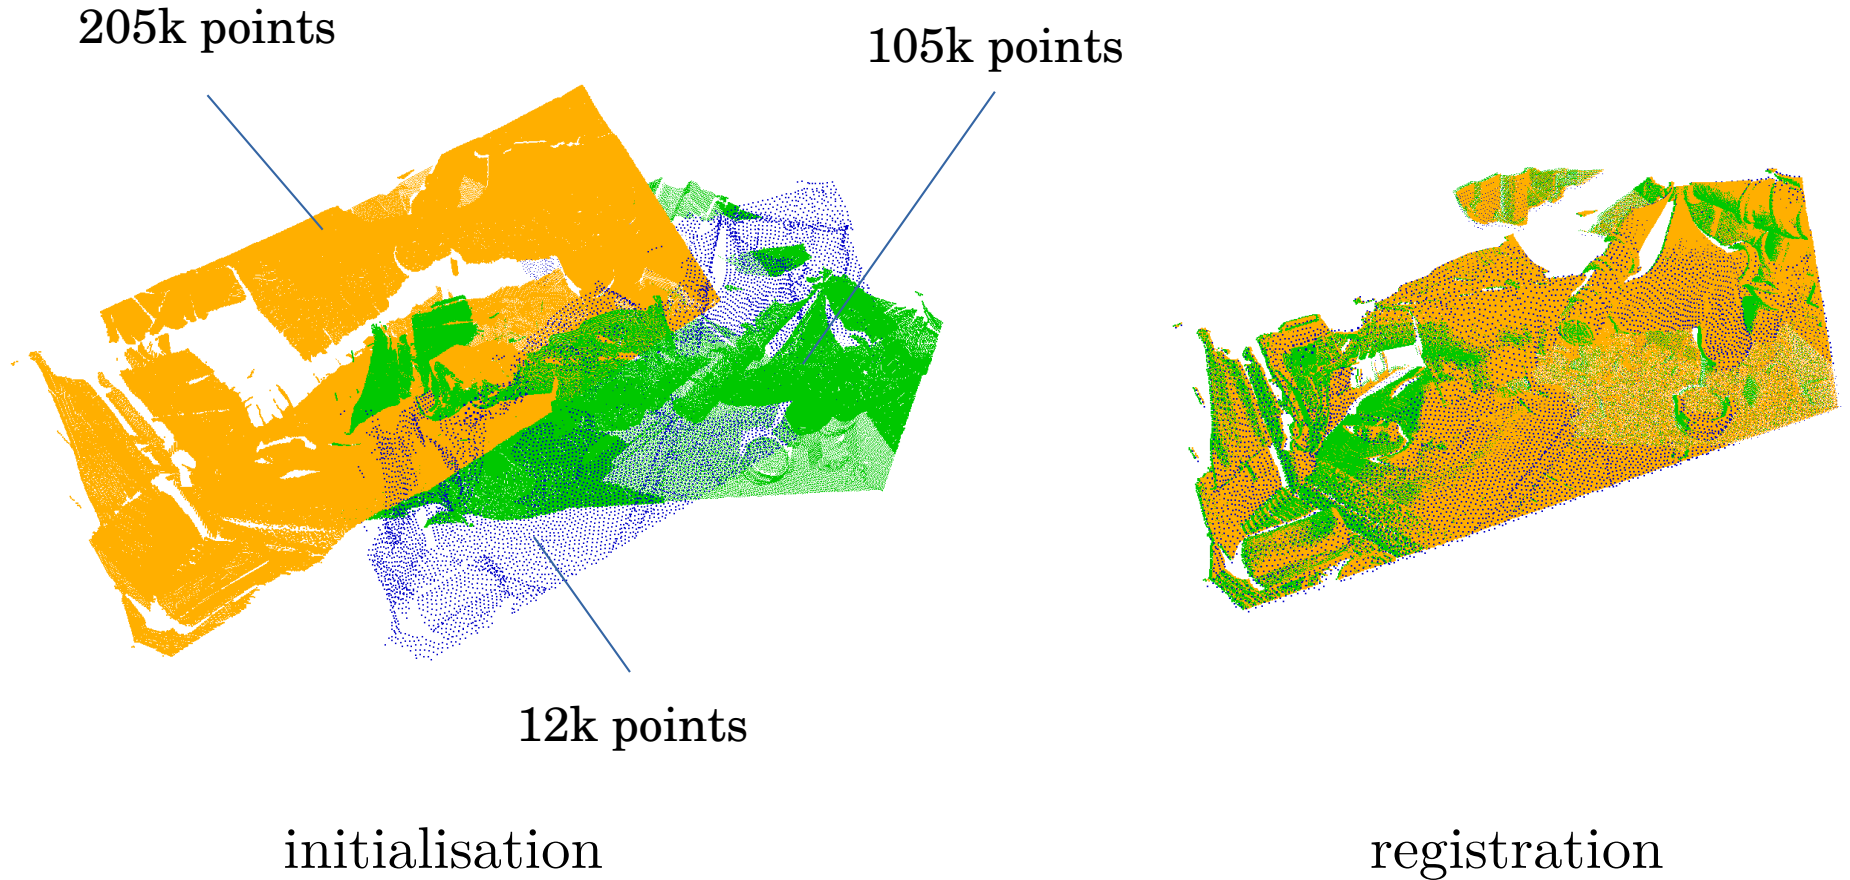 205k points
105k points
12k points
initialisation
registration